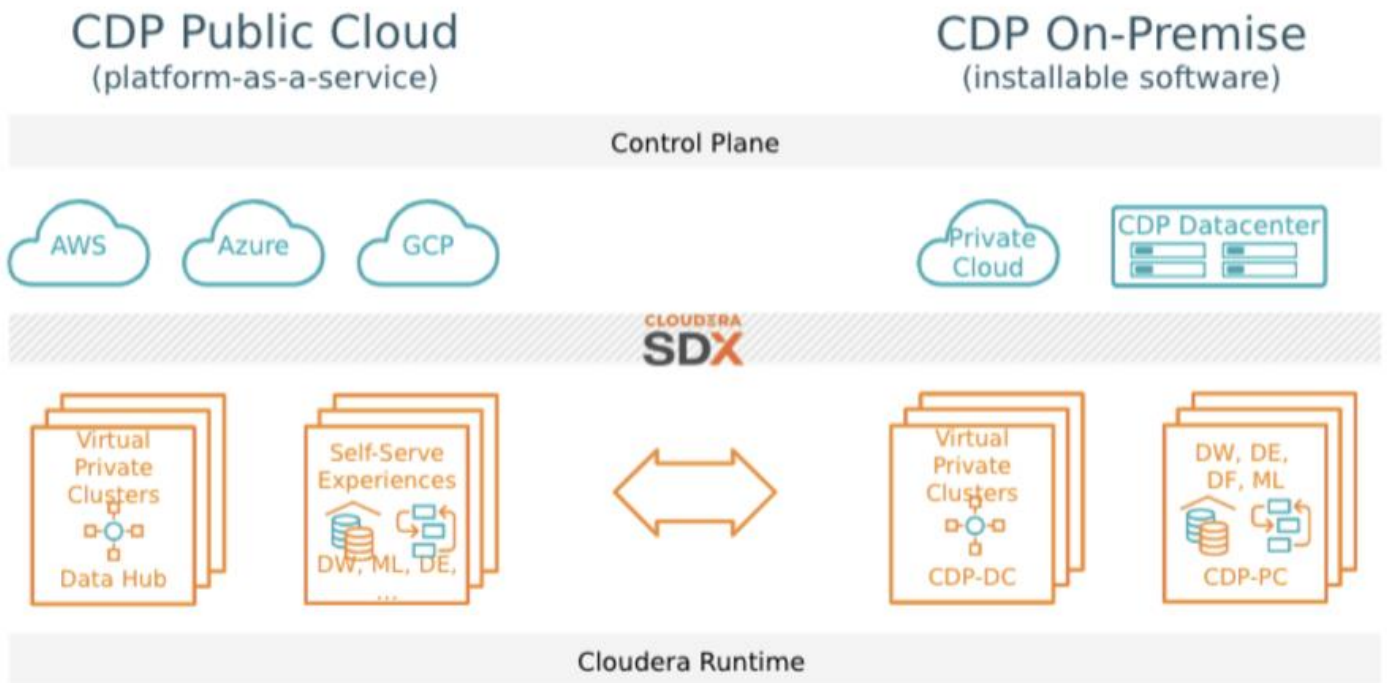 CDP Public Cloud
(platform-as-a-service)
CDP On-Premise
(installable software)
Control Plane
AWS
Azure
GCP
Private
Cloud
CDP Datacenter
CLOUDERA
SDX
Virtual
Private
Clusters
Data Hub
Self-Serve
Experiences
DW, ML, DE,
...
Virtual
Private
Clusters
CDP-DC
DW, DE,
DF, ML
CDP-PC
Cloudera Runtime